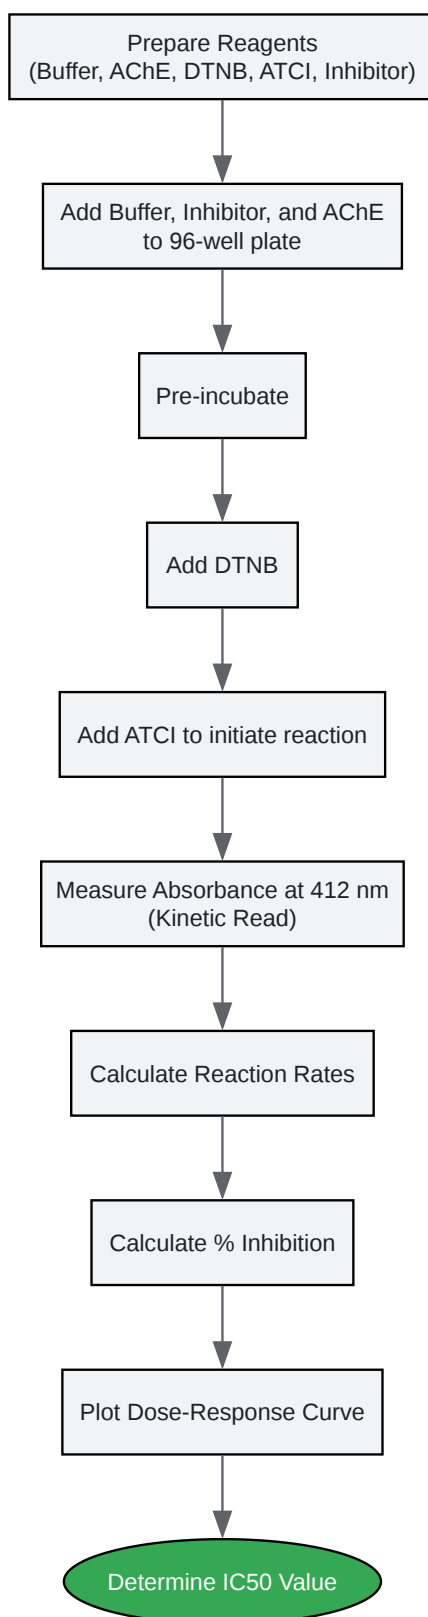 Prepare Reagents
(Buffer, AChE, DTNB, ATCI, Inhibitor)
Add Buffer, Inhibitor, and AChE
to 96-well plate
Pre-incubate
Add DTNB
Add ATCI to initiate reaction
Measure Absorbance at 412 nm
(Kinetic Read)
Calculate Reaction Rates
Calculate % Inhibition
Plot Dose-Response Curve
Determine IC50 Value